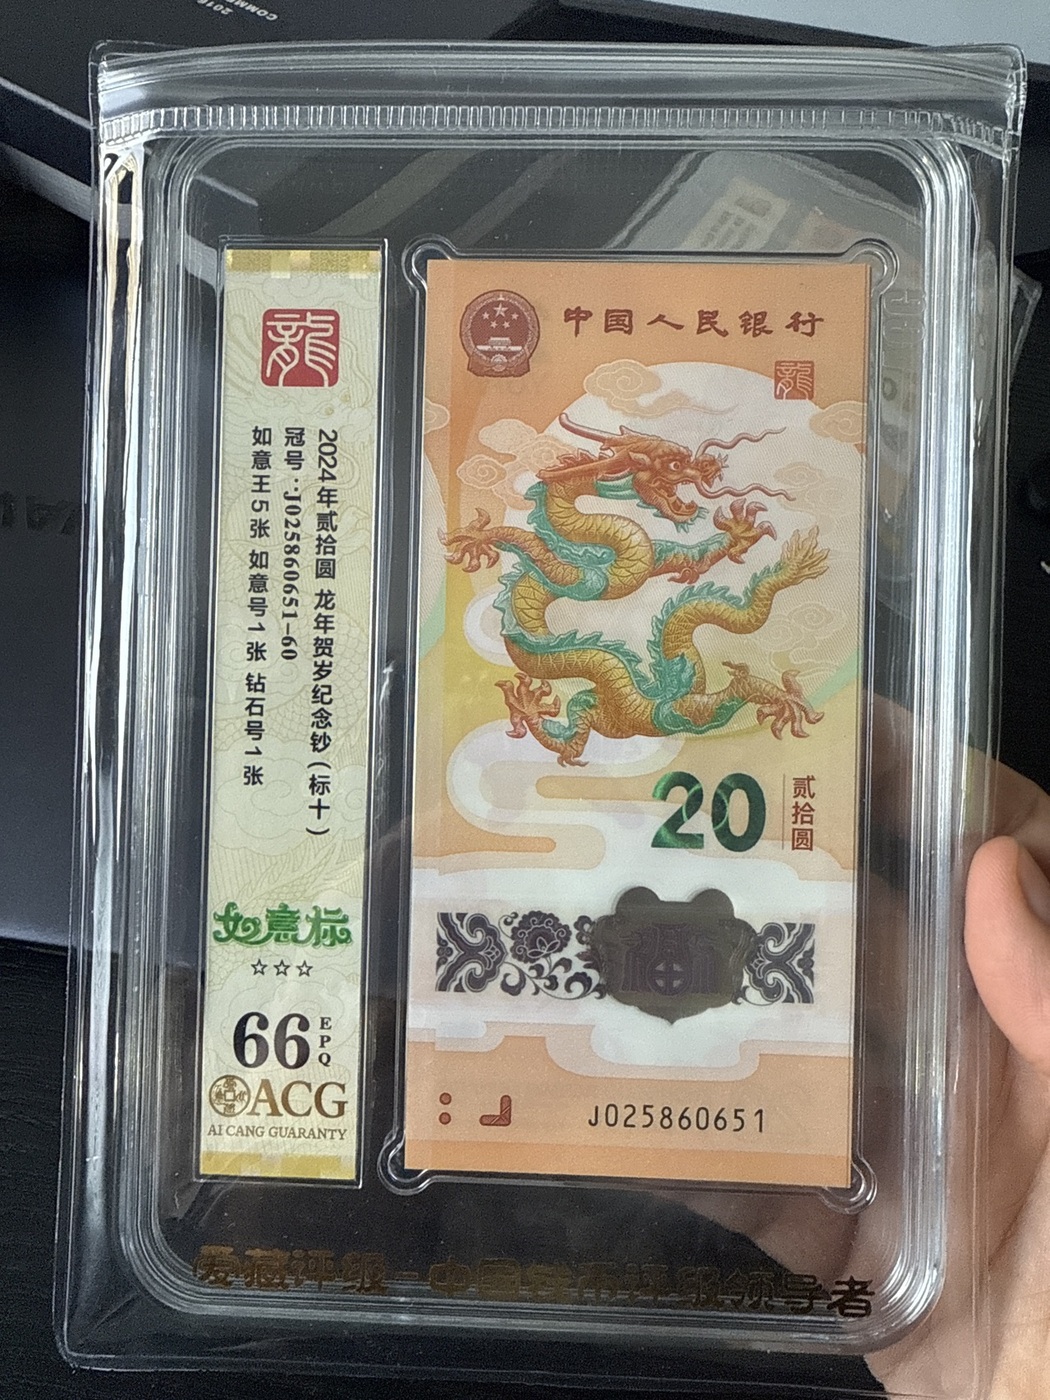 龍
2024年贰拾圆 龙年贺岁纪念钞(标十)
冠号:J025860651-60
如意王5张 如意号1张 钻石号1张
如意标
☆☆☆
66
EPQ
ACG
AI CANG GUARANTY
中国人民银行
龍
20
贰拾圆
福
J025860651
爱藏评级-中国钱币评级领导者